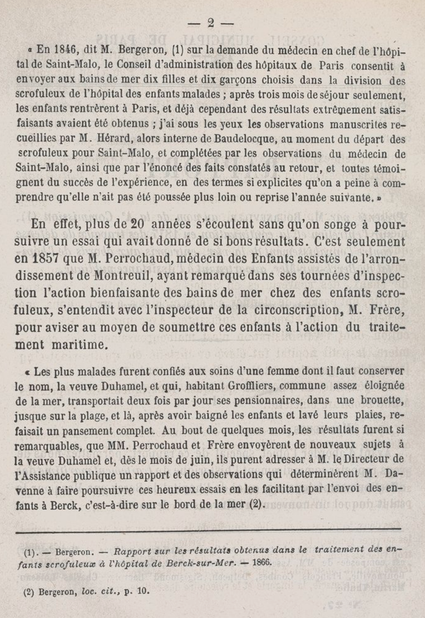 — 2 —
« En 1846, dit M. Bergeron, (1) sur la demande du médecin en chef de l'hôpi-
tal de Saint-Malo, le Conseil d'administration des hôpitaux de Paris consentit à
envoyer aux bains de mer dix filles et dix garçons choisis dans la division des
scrofuleux de l'hôpital des enfants malades ; après trois mois de séjour seulement,
les enfants rentrèrent à Paris, et déjà cependant des résultats extrêmement satis-
faisants avaient été obtenus ; j'ai sous les yeux les observations manuscrites re-
cueillies par M. Hérard, alors interne de Baudelocque, au moment du départ des
scrofuleux pour Saint-Malo, et complétées par les observations du médecin de
Saint-Malo, ainsi que par l'énoncé des faits constatés au retour, et toutes témoi-
gnent du succès de l'expérience, en des termes si explicites qu'on a peine à com-
prendre qu'elle n'ait pas été poussée plus loin ou reprise l'année suivante. »
En effet, plus de 20 années s'écoulent sans qu'on songe à pour-
suivre un essai qui avait donné de si bons résultats. C'est seulement
en 1857 que M. Perrochaud, médecin des Enfants assistés de l'arron-
dissement de Montreuil, ayant remarqué dans ses tournées d'inspec-
tion l'action bienfaisante des bains de mer chez des enfants scro-
fuleux, s'entendit avec l'inspecteur de la circonscription, M. Frère,
pour aviser au moyen de soumettre ces enfants à l'action du traite-
ment maritime.
« Les plus malades furent confiés aux soins d'une femme dont il faut conserver
le nom, la veuve Duhamel, et qui, habitant Groffliers, commune assez éloignée
de la mer, transportait deux fois par jour ses pensionnaires, dans une brouette,
jusque sur la plage, et là, après avoir baigné les enfants et lavé leurs plaies, re-
faisait un pansement complet. Au bout de quelques mois, les résultats furent si
remarquables, que MM. Perrochaud et Frère envoyèrent de nouveaux sujets à
la veuve Duhamel et, dès le mois de juin, ils purent adresser à M. le Directeur de
l'Assistance publique un rapport et des observations qui déterminèrent M. Da-
venne à faire poursuivre ces heureux essais en les facilitant par l'envoi des en-
fants à Berck, c'est-à-dire sur le bord de la mer (2).
(1). — Bergeron. — Rapport sur les résultats obtenus dans le traitement des en-
fants scrofuleux à l'hôpital de Berck-sur-Mer. — 1866.
(2) Bergeron, loc. cit., p. 10.